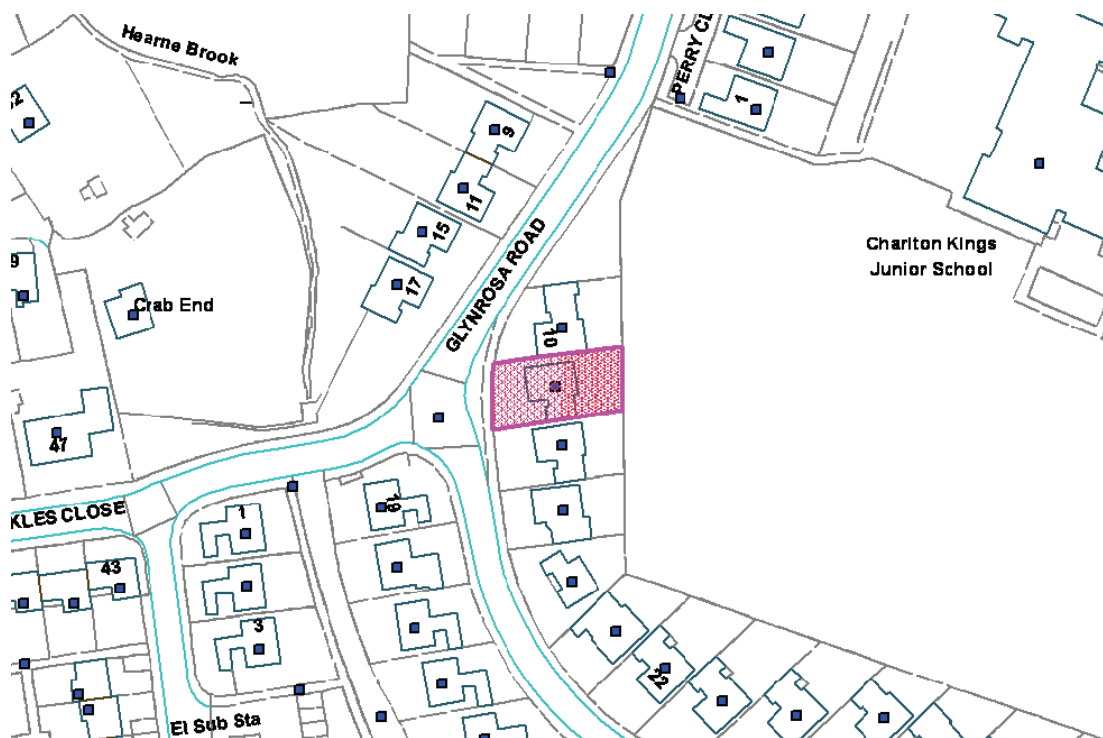 Hearne Brook
PERRY CL
1
9
11
15
17
GLYNROSA ROAD
Charlton Kings
Junior School
9
Crab End
10
47
KLES CLOSE
1
19
43
3
22
El Sub Sta